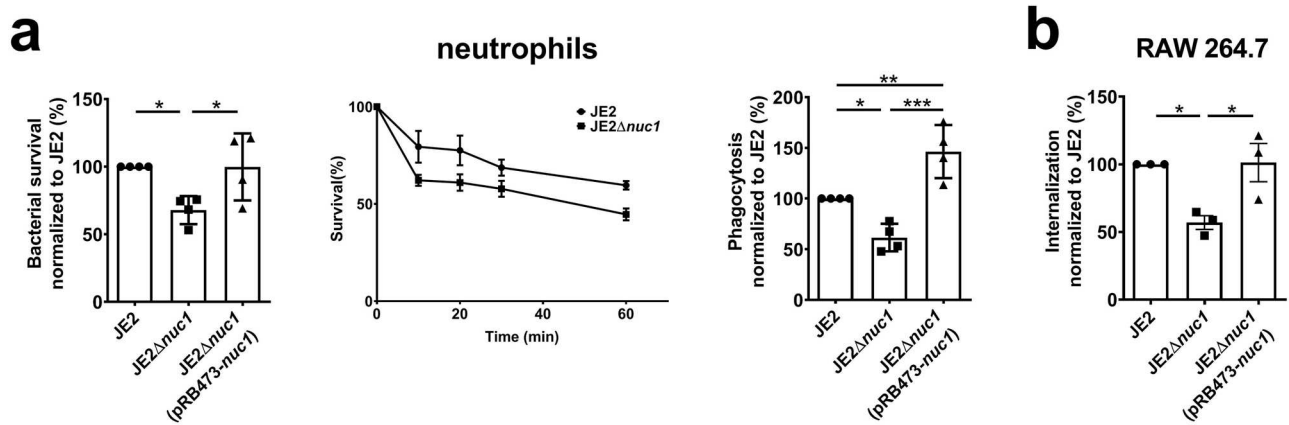 a
neutrophils
b
RAW 264.7
Bacterial survival
normalized to JE2 (%)
150
100
50
0
*
*
JE2
JE2Δnuc1
JE2Δnuc1
(pRB473-nuc1)
Survival(%)
100
50
0
0
20
40
60
Time (min)
JE2
JE2Δnuc1
Phagocytosis
normalized to JE2 (%)
200
150
100
50
0
**
*
***
JE2
JE2Δnuc1
JE2Δnuc1
(pRB473-nuc1)
Internalization
normalized to JE2 (%)
150
100
50
0
*
*
JE2
JE2Δnuc1
JE2Δnuc1
(pRB473-nuc1)